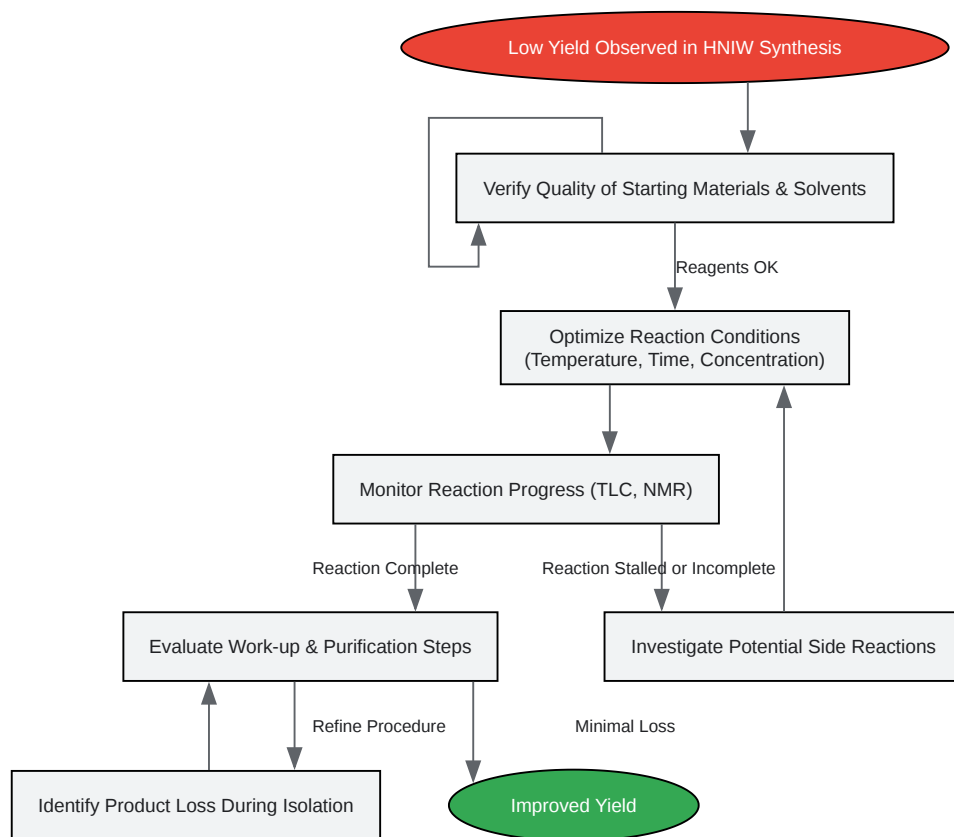 Low Yield Observed in HNIW Synthesis
Verify Quality of Starting Materials & Solvents
Reagents OK
Optimize Reaction Conditions
(Temperature, Time, Concentration)
Monitor Reaction Progress (TLC, NMR)
Reaction Complete
Reaction Stalled or Incomplete
Evaluate Work-up & Purification Steps
Investigate Potential Side Reactions
Refine Procedure
Minimal Loss
Identify Product Loss During Isolation
Improved Yield